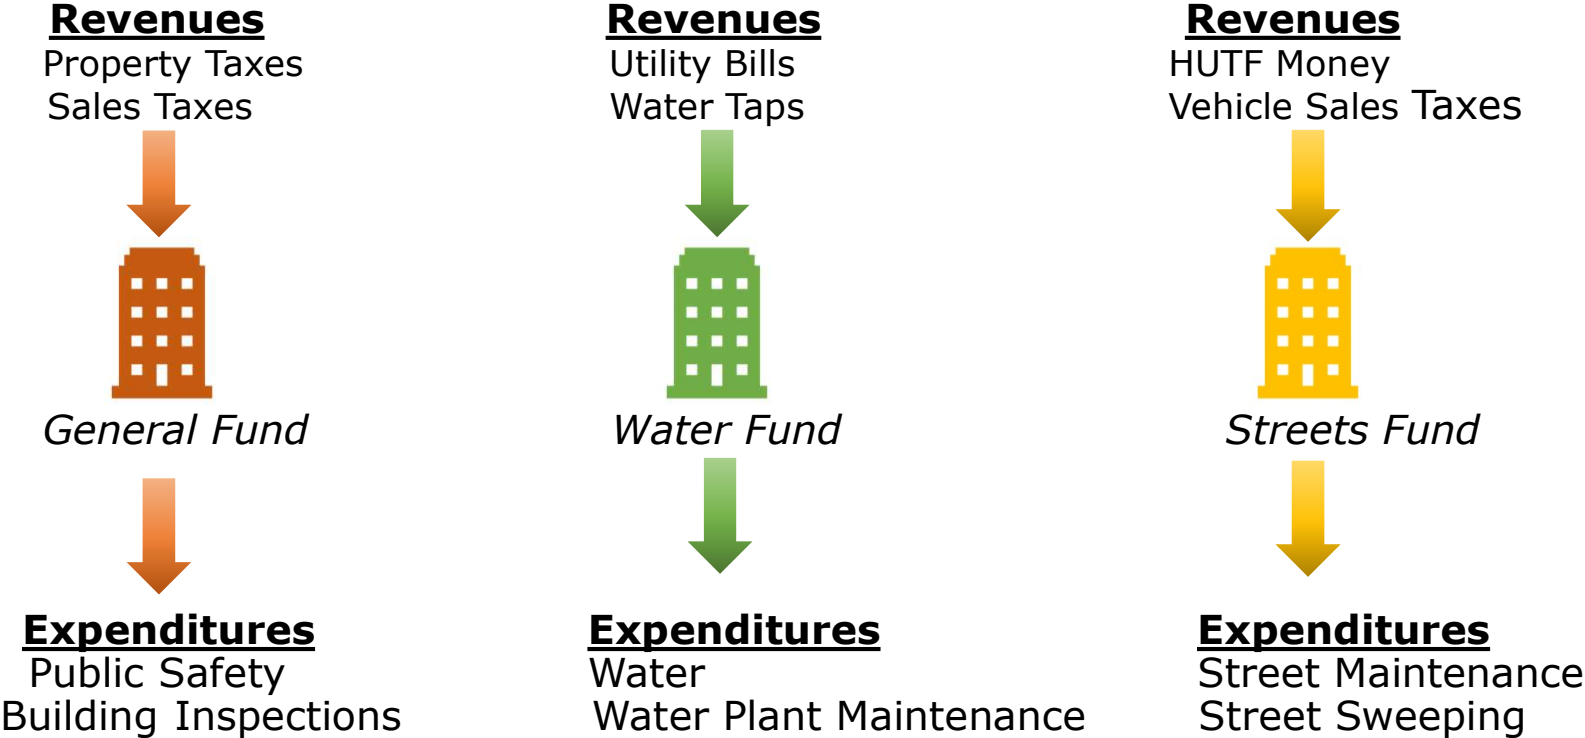 Revenues
Property Taxes
Sales Taxes
General Fund
Expenditures
Public Safety
Building Inspections
Revenues
Utility Bills
Water Taps
Water Fund
Expenditures
Water
Water Plant Maintenance
Revenues
HUTF Money
Vehicle Sales Taxes
Streets Fund
Expenditures
Street Maintenance
Street Sweeping